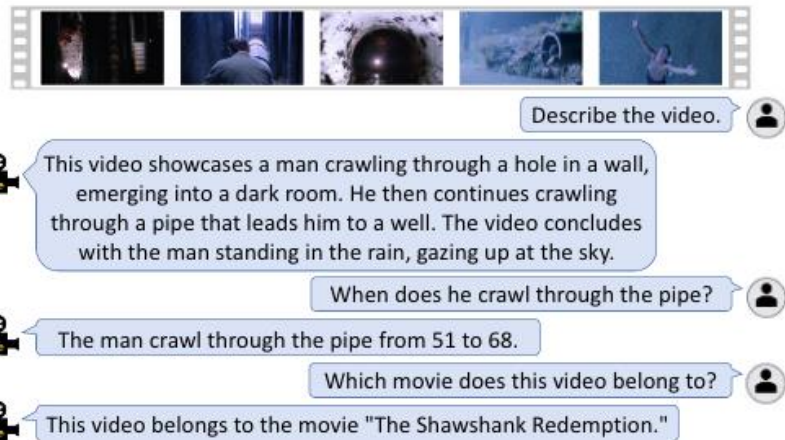 Describe the video.
This video showcases a man crawling through a hole in a wall,
emerging into a dark room. He then continues crawling
through a pipe that leads him to a well. The video concludes
with the man standing in the rain, gazing up at the sky.
When does he crawl through the pipe?
The man crawl through the pipe from 51 to 68.
Which movie does this video belong to?
This video belongs to the movie "The Shawshank Redemption."